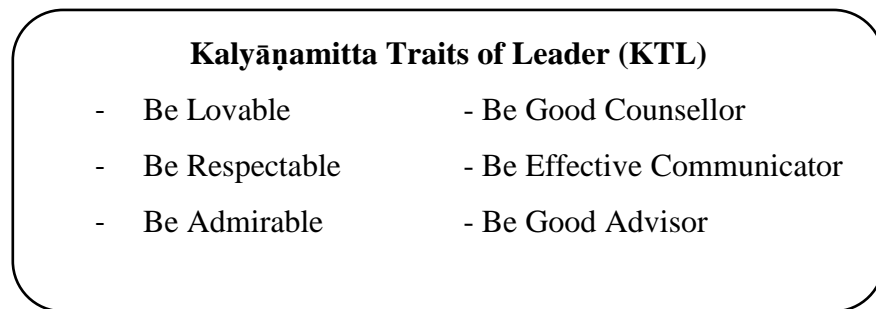 Kalyāṇamitta Traits of Leader (KTL)
- Be Lovable - Be Good Counsellor
- Be Respectable - Be Effective Communicator
- Be Admirable - Be Good Advisor